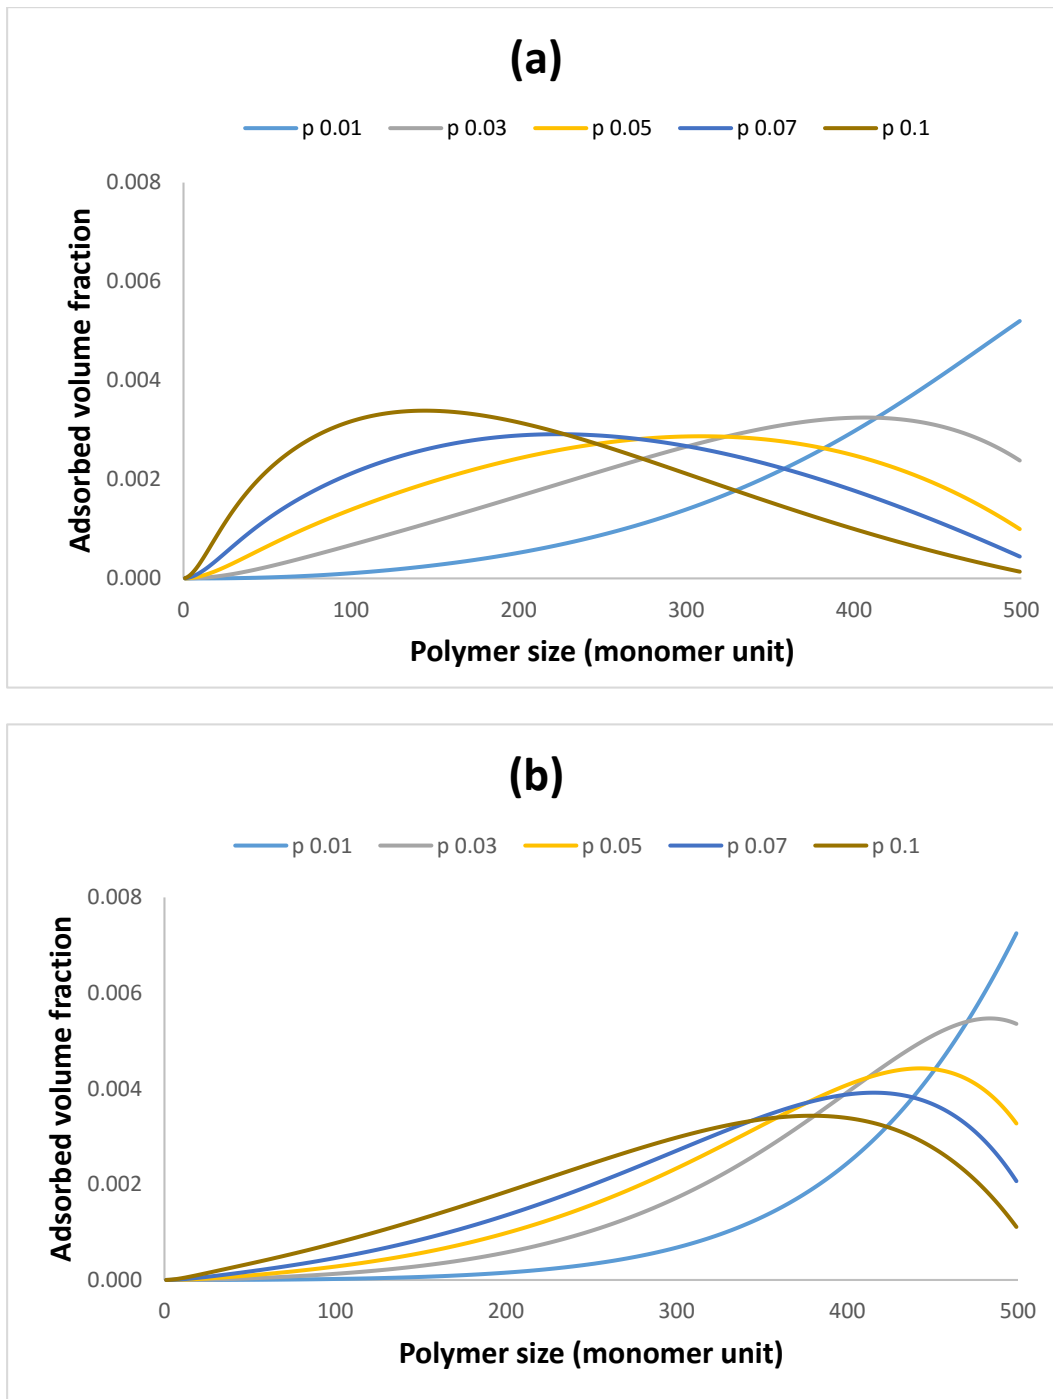 (a)
p 0.01 p 0.03 p 0.05 p 0.07 p 0.1
0.008
0.006
0.004
0.002
0.000
Adsorbed volume fraction
0 100 200 300 400 500
Polymer size (monomer unit)
(b)
p 0.01 p 0.03 p 0.05 p 0.07 p 0.1
0.008
0.006
0.004
0.002
0.000
Adsorbed volume fraction
0 100 200 300 400 500
Polymer size (monomer unit)